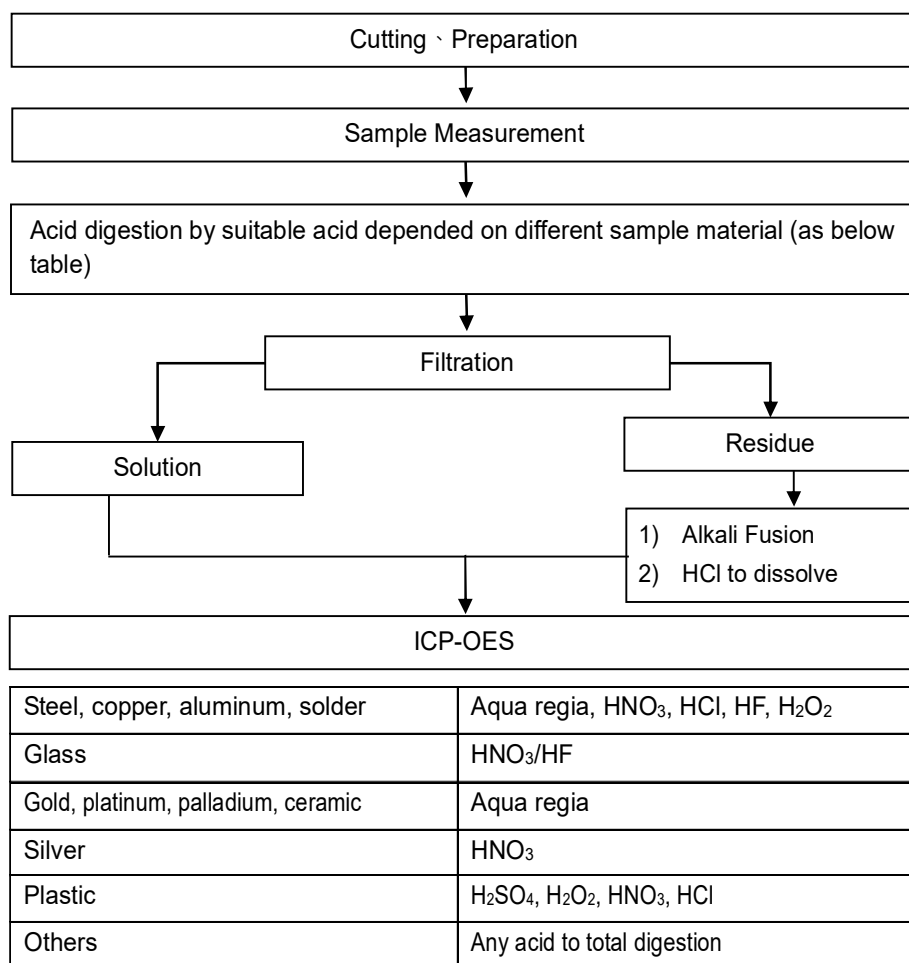 Cutting、Preparation
Sample Measurement
Acid digestion by suitable acid depended on different sample material (as below
table)
Filtration
Solution
Residue
1) Alkali Fusion
2) HCl to dissolve
ICP-OES
Steel, copper, aluminum, solder Aqua regia, HNO₃, HCl, HF, H₂O₂
Glass HNO₃/HF
Gold, platinum, palladium, ceramic Aqua regia
Silver HNO₃
Plastic H₂SO₄, H₂O₂, HNO₃, HCl
Others Any acid to total digestion